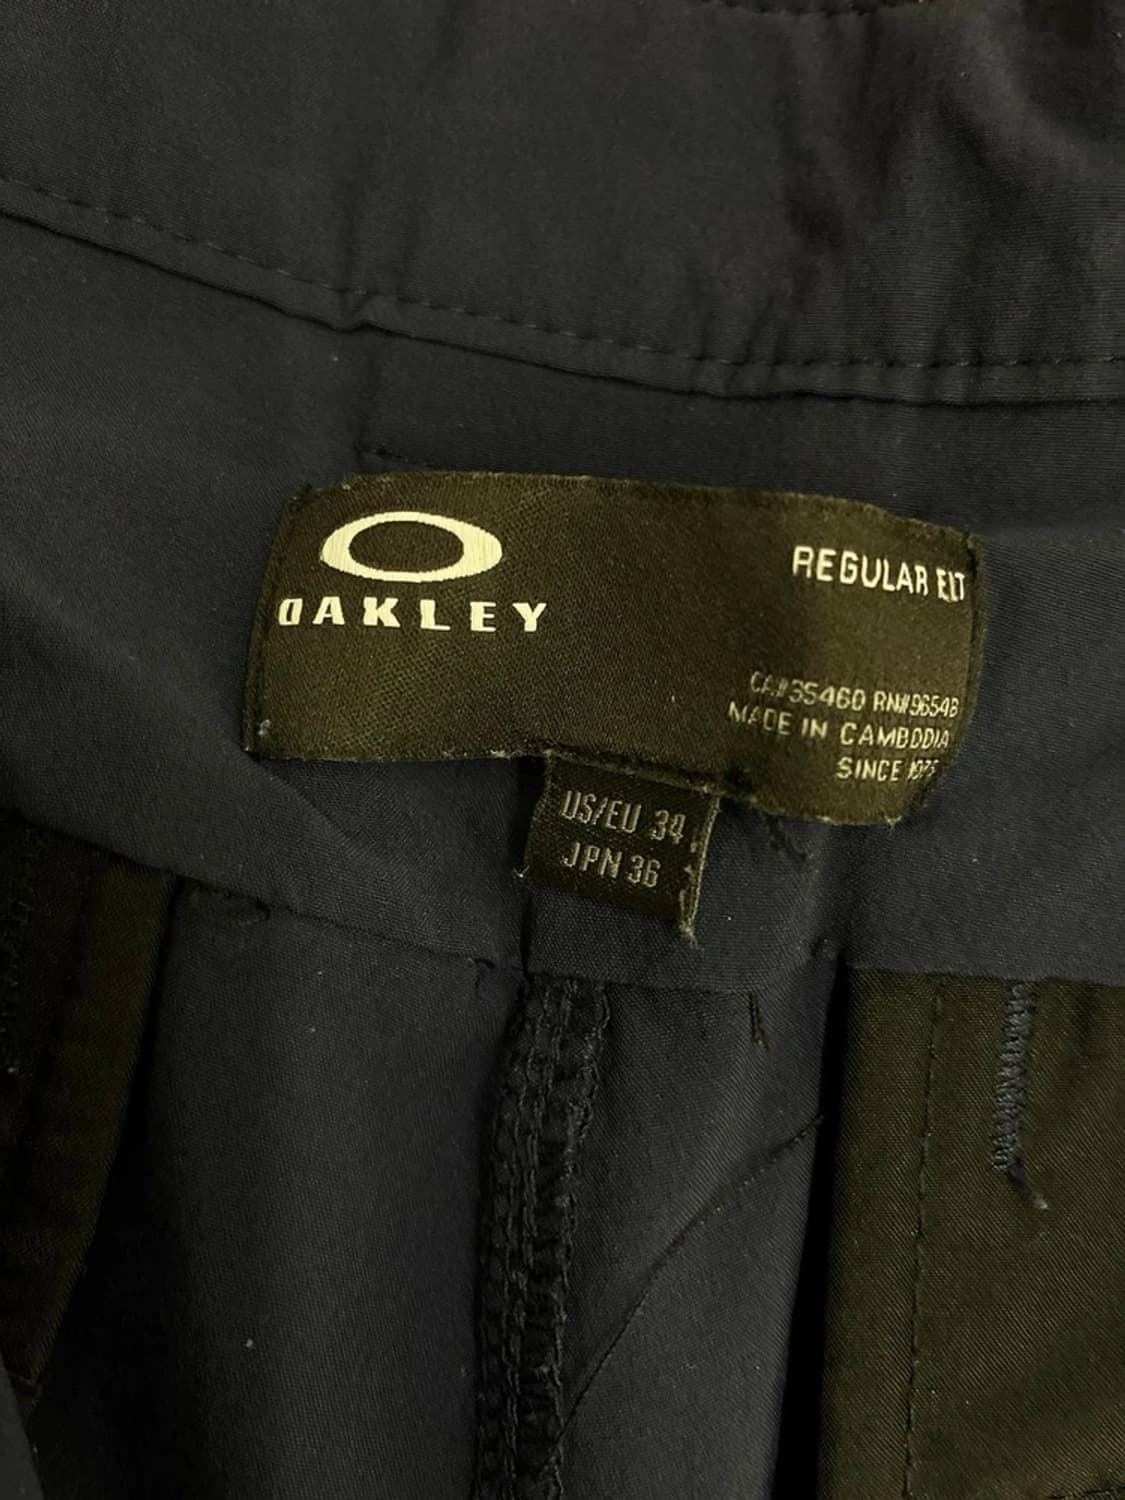 OAKLEY
REGULAR FIT
CA#35460 RN#96548
MADE IN CAMBODIA
SINCE 1975
US/EU 34
JPN 36